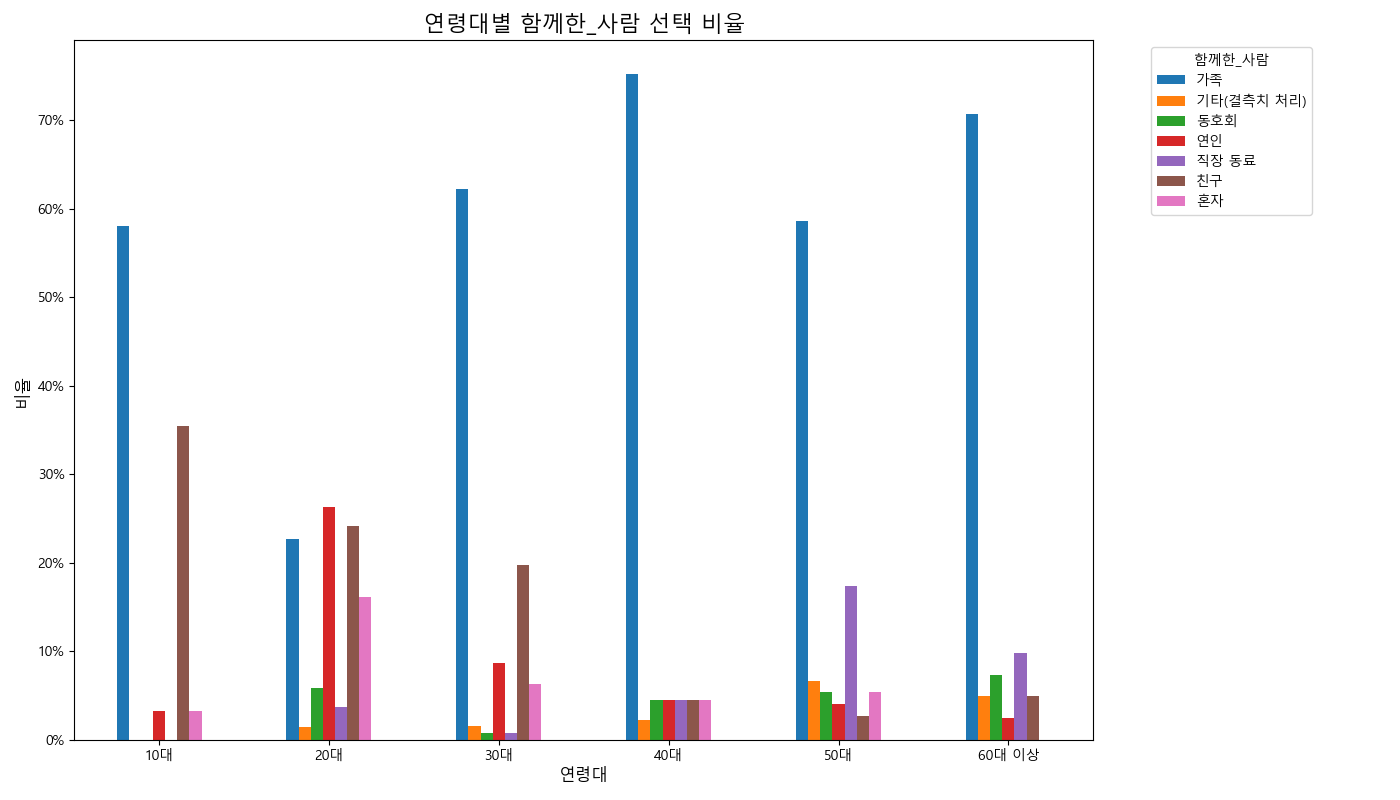 연령대별 함께한_사람 선택 비율
함께한_사람
가족
기타(결측치 처리)
동호회
연인
직장 동료
친구
혼자
비율
70%
60%
50%
40%
30%
20%
10%
0%
10대
20대
30대
40대
50대
60대 이상
연령대